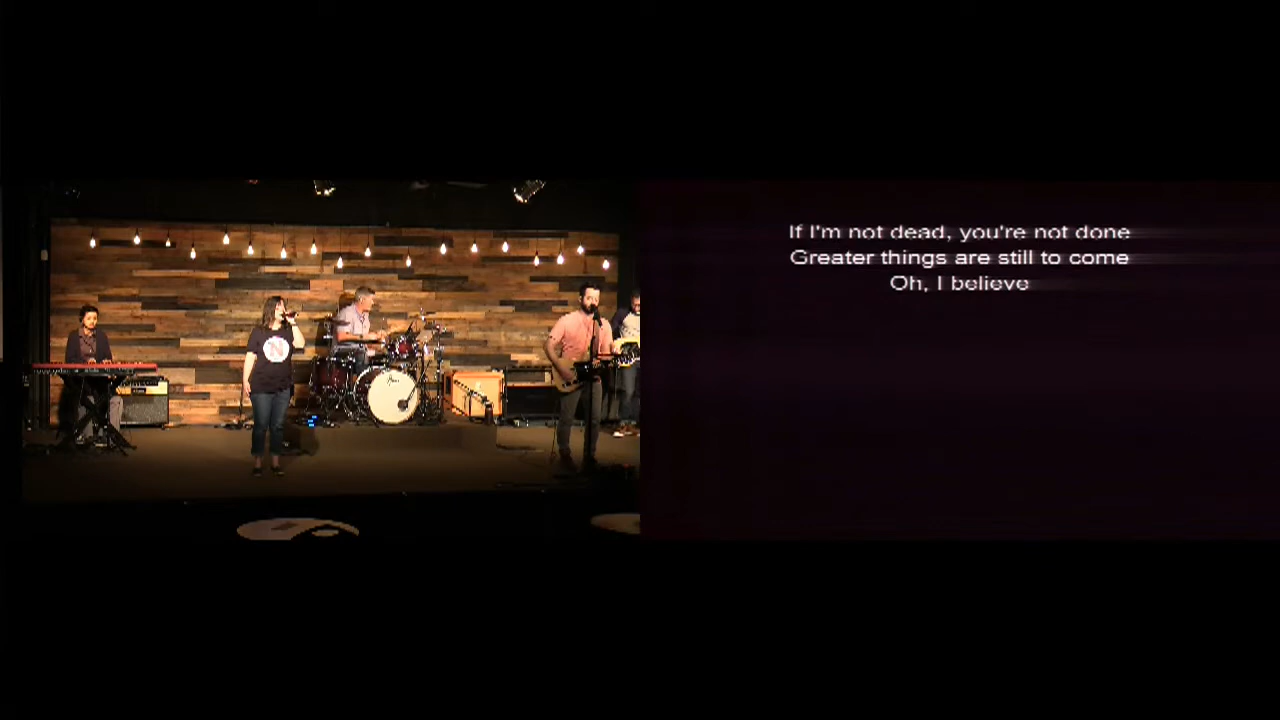 If I'm not dead, you're not done
Greater things are still to come
Oh, I believe